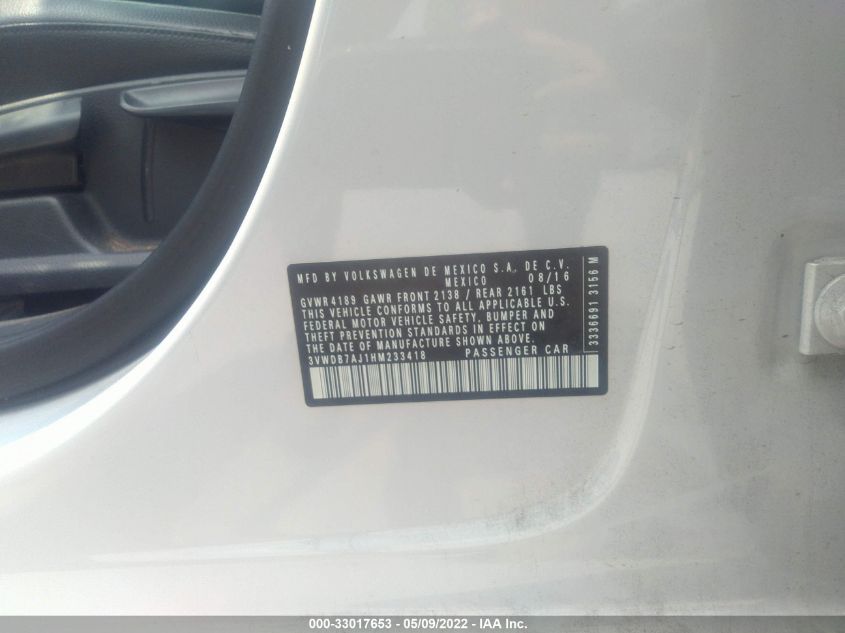 MFD BY VOLKSWAGEN DE MEXICO S.A. DE C.V.
MEXICO 08/16
GVWR 4189 GAWR FRONT 2138 / REAR 2161 LBS
THIS VEHICLE CONFORMS TO ALL APPLICABLE U.S.
FEDERAL MOTOR VEHICLE SAFETY, BUMPER AND
THEFT PREVENTION STANDARDS IN EFFECT ON
THE DATE OF MANUFACTURE SHOWN ABOVE.
3VWDB7AJ1HM233418 PASSENGER CAR
3336691 3156 M
000-33017653 - 05/09/2022 - IAA Inc.